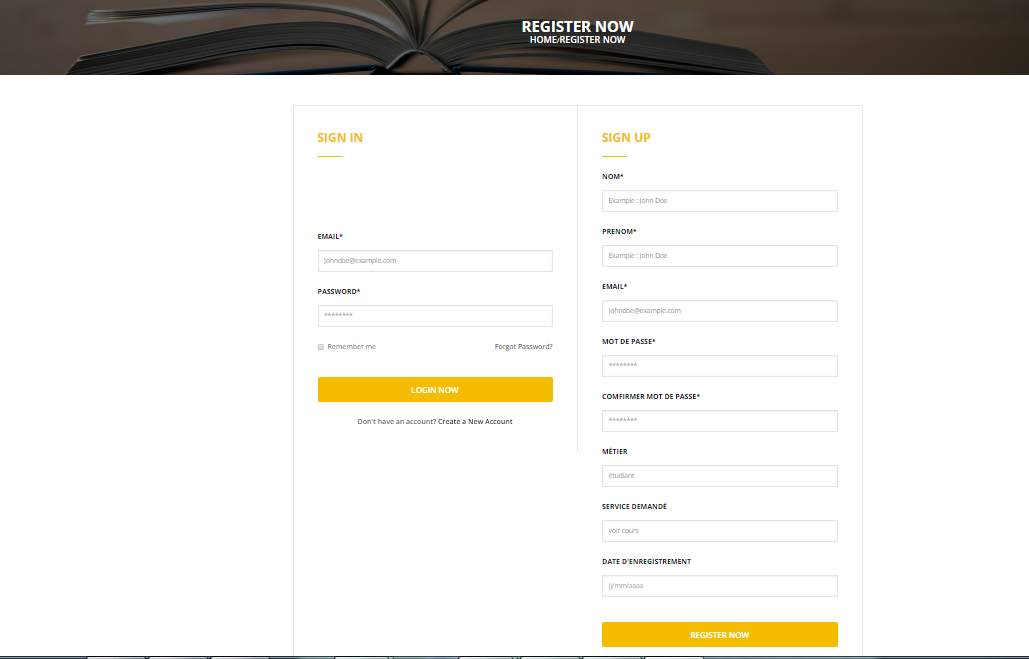 REGISTER NOW
HOME/REGISTER NOW
SIGN IN
EMAIL*
Johndoe@example.com
PASSWORD*
********
Remember me
Forgot Password?
LOGIN NOW
Don't have an account? Create a New Account
SIGN UP
NOM*
Example : John Doe
PRENOM*
Example : John Doe
EMAIL*
Johndoe@example.com
MOT DE PASSE*
********
COMFIRMER MOT DE PASSE*
********
MÉTIER
étudiant
SERVICE DEMANDÉ
voir cours
DATE D'ENREGISTREMENT
jj/mm/aaaa
REGISTER NOW